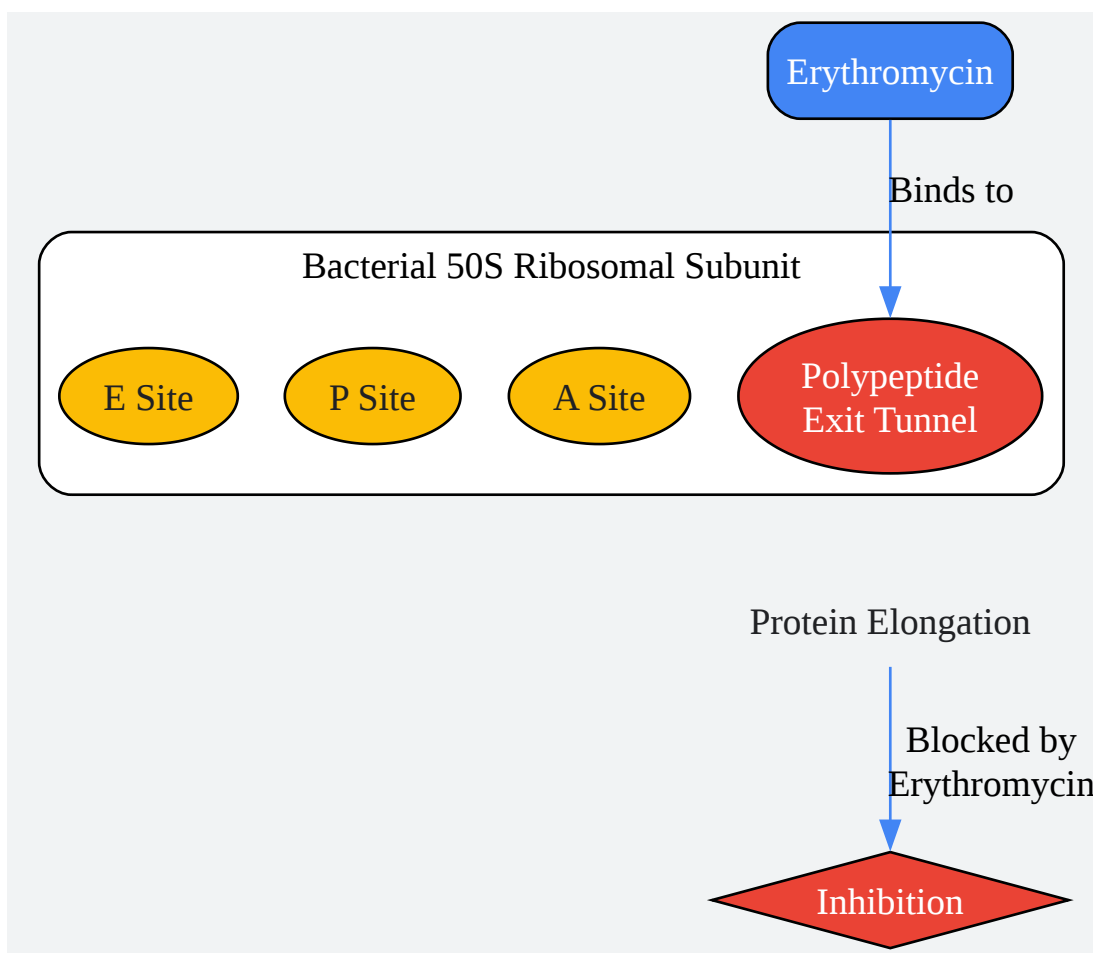 Erythromycin
Binds to
Bacterial 50S Ribosomal Subunit
E Site
P Site
A Site
Polypeptide
Exit Tunnel
Protein Elongation
Blocked by
Erythromycin
Inhibition